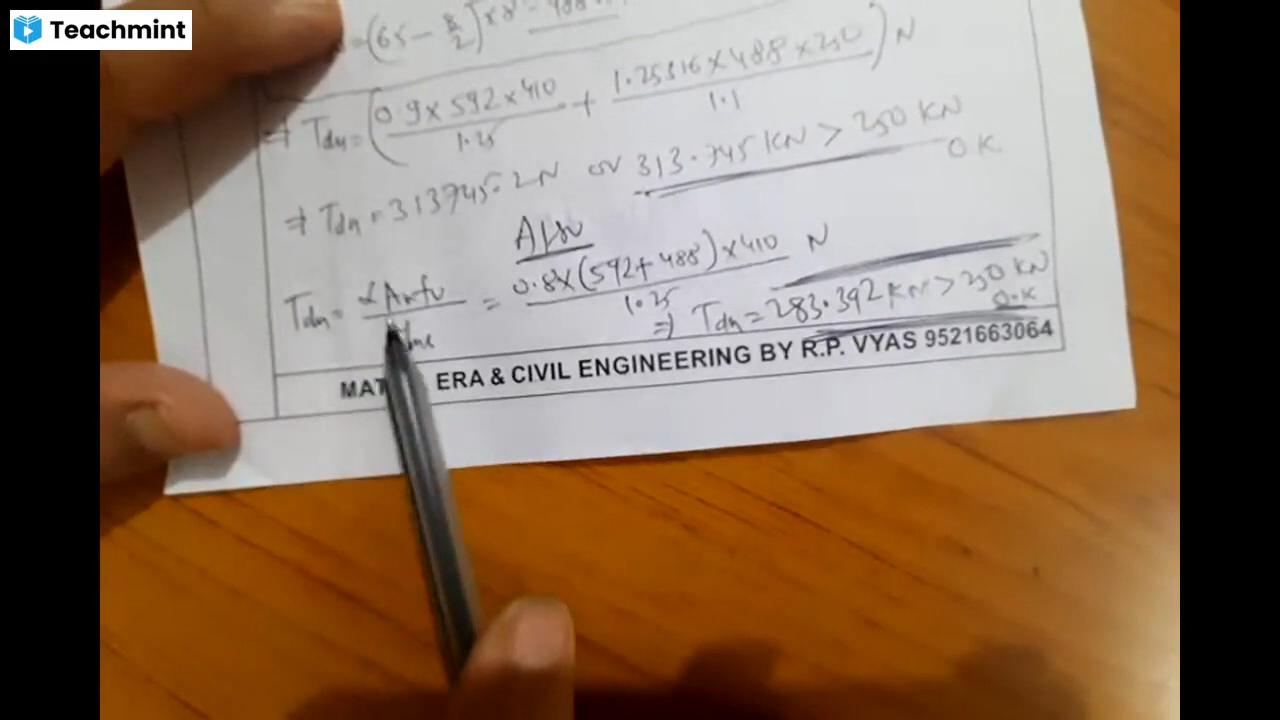 Teachmint
= (65 - 8/2) × 8 = 488
⇒ Tdn = (0.9 × 592 × 410 / 1.25 + 1.25316 × 488 × 250 / 1.1) N
⇒ Tdn = 313745.2 N or 313.745 KN > 250 KN
OK
Also
Tdn = α An fu / γm1 = 0.8 × (592 + 488) × 410 / 1.25 N
⇒ Tdn = 283.392 KN > 250 KN
O.K
ERA & CIVIL ENGINEERING BY R.P. VYAS 9521663064